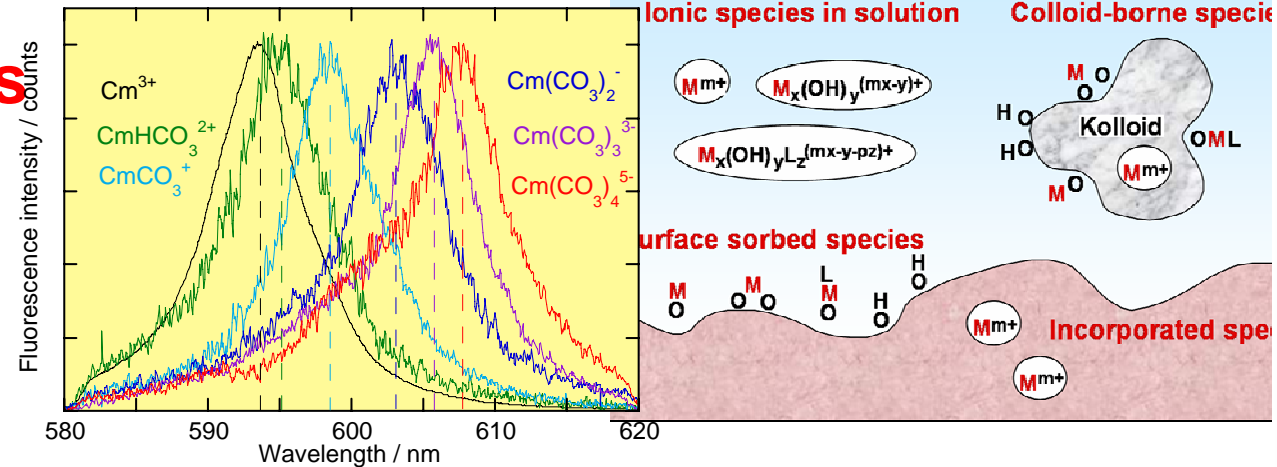 s
Fluorescence intensity / counts
Cm3+
CmHCO3 2+
CmCO3+
Cm(CO3)2-
Cm(CO3)3 3-
Cm(CO3)4 5-
580 590 600 610 620
Wavelength / nm
Ionic species in solution
Mm+
Mx(OH)y(mx-y)+
Mx(OH)yLz(mx-y-pz)+
Colloid-borne specie
M O
O
H O
HO
M O
Kolloid
Mm+
OML
urface sorbed species
M
O
M
O O
L
M
O
H
O
H
O
Mm+
Incorporated spe
Mm+